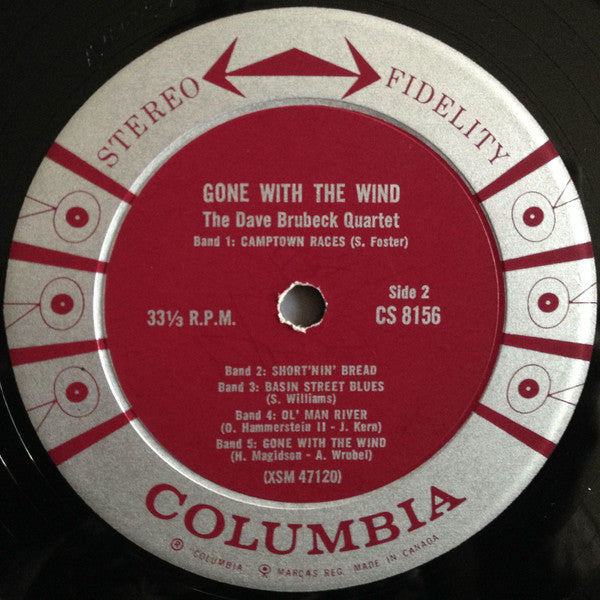 STEREO FIDELITY
GONE WITH THE WIND
The Dave Brubeck Quartet
Band 1: CAMPTOWN RACES (S. Foster)
33⅓ R.P.M.
Side 2
CS 8156
Band 2: SHORT'NIN' BREAD
Band 3: BASIN STREET BLUES
(S. Williams)
Band 4: OL' MAN RIVER
(O. Hammerstein II - J. Kern)
Band 5: GONE WITH THE WIND
(H. Magidson - A. Wrubel)
(XSM 47120)
COLUMBIA
® "COLUMBIA MARCAS REG. MADE IN CANADA